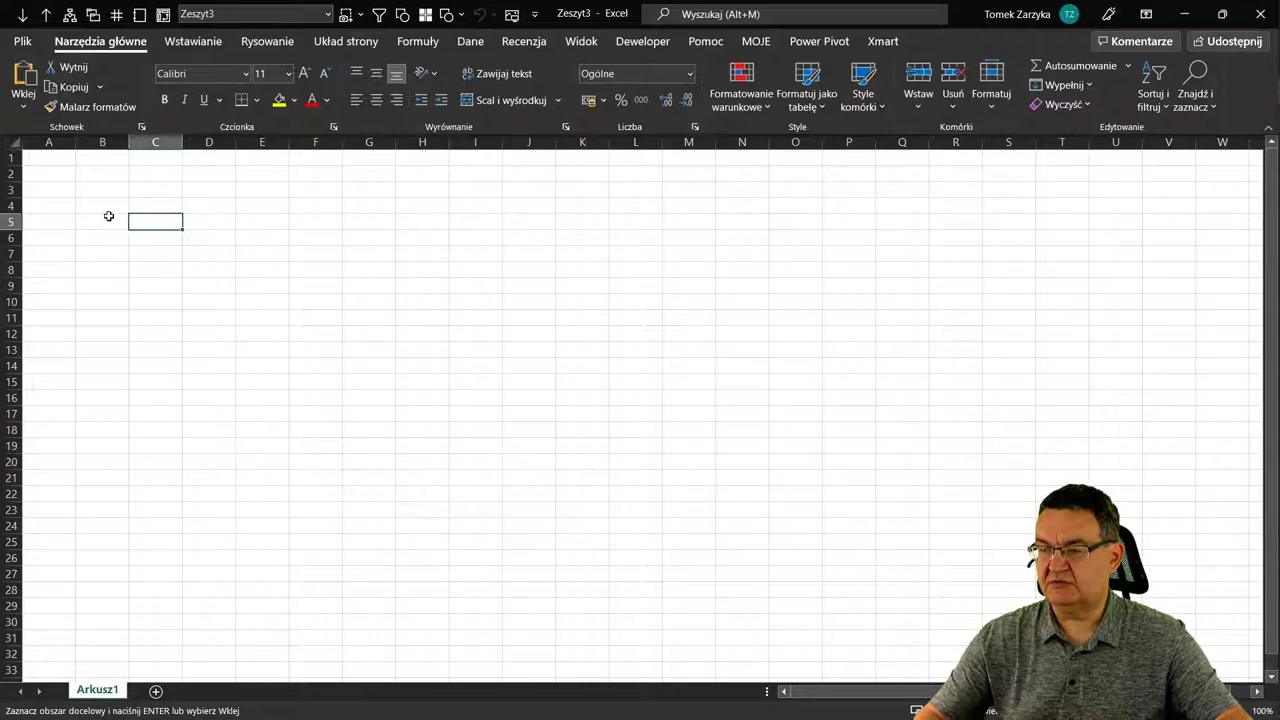 Zeszyt3
Zeszyt3 - Excel
Wyszukaj (Alt+M)
Tomek Zarzyka
TZ
Plik
Narzędzia główne
Wstawianie
Rysowanie
Układ strony
Formuły
Dane
Recenzja
Widok
Deweloper
Pomoc
MOJE
Power Pivot
Xmart
Komentarze
Udostępnij
Wklej
Wytnij
Kopiuj
Malarz formatów
Schowek
Calibri
11
B I U
Czcionka
Zawijaj tekst
Scal i wyśrodkuj
Wyrównanie
Ogólne
% 000
Liczba
Formatowanie
warunkowe
Formatuj jako
tabelę
Style
komórki
Style
Wstaw
Usuń
Formatuj
Komórki
Autosumowanie
Wypełnij
Wyczyść
Sortuj i
filtruj
Znajdź i
zaznacz
Edytowanie
A B C D E F G H I J K L M N O P Q R S T U V W
1
2
3
4
5
6
7
8
9
10
11
12
13
14
15
16
17
18
19
20
21
22
23
24
25
26
27
28
29
30
31
32
33
Arkusz1
Zaznacz obszar docelowy i naciśnij ENTER lub wybierz Wklej
100%